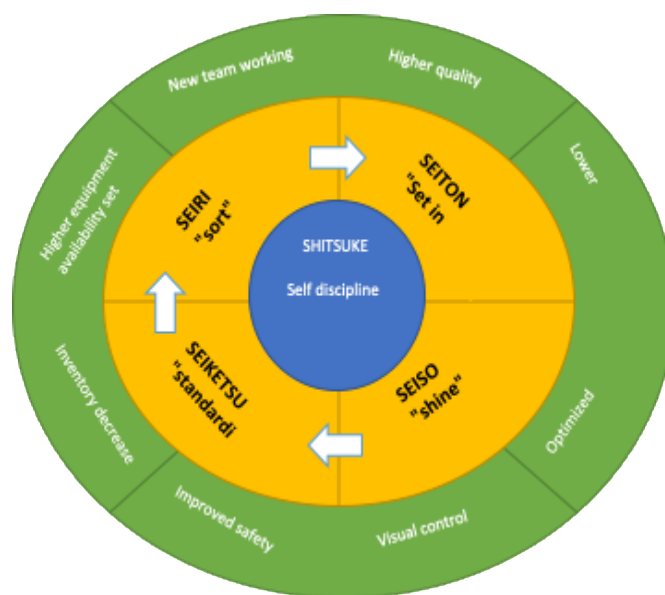 New team working
Higher quality
Lower
Optimized
Visual control
Improved safety
Inventory decrease
Higher equipment
availability set
SEIRI
"sort"
SEITON
"Set in
SEISO
"shine"
SEIKETSU
"standardi
SHITSUKE
Self discipline